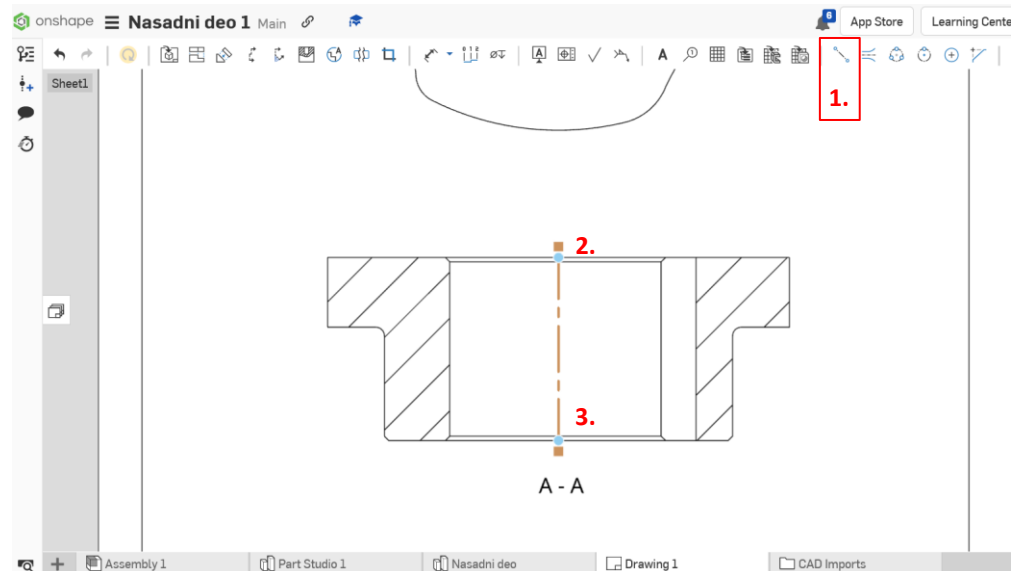 onshape Nasadni deo 1 Main 6 App Store Learning Cente
Sheet1
A
A
1.
2.
3.
A - A
Assembly 1 Part Studio 1 Nasadni deo Drawing 1 CAD Imports